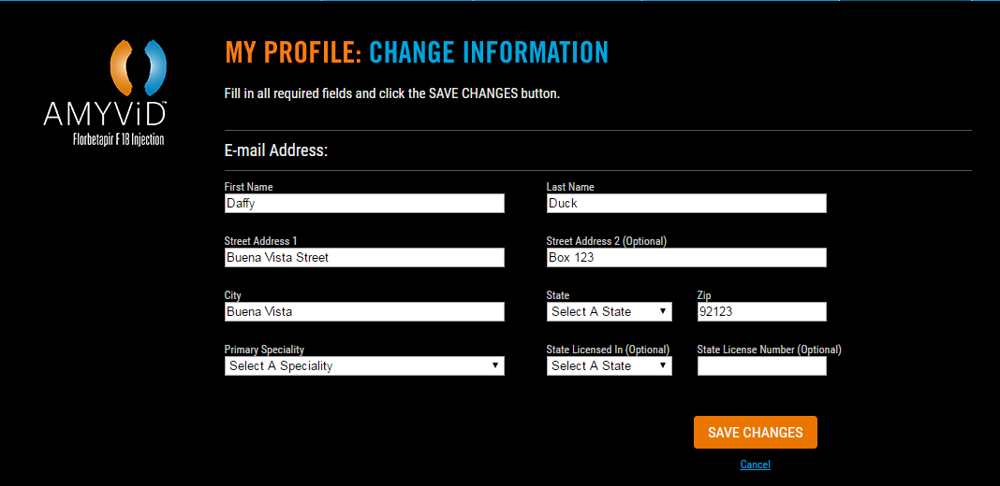 MY PROFILE: CHANGE INFORMATION
Fill in all required fields and click the SAVE CHANGES button.
AMYViD™
Florbetapir F 18 Injection
E-mail Address:
First Name
Last Name
Daffy
Duck
Street Address 1
Street Address 2 (Optional)
Buena Vista Street
Box 123
City
State
Zip
Buena Vista
Select A State
92123
Primary Speciality
State Licensed In (Optional)
State License Number (Optional)
Select A Speciality
Select A State
SAVE CHANGES
Cancel